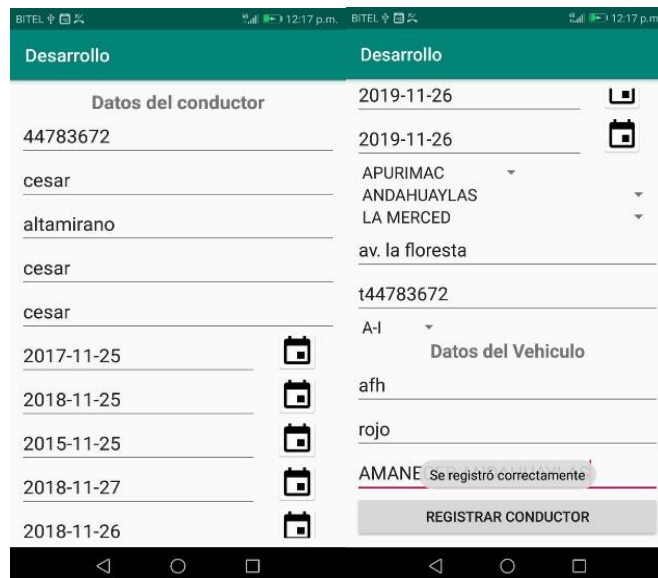 BITEL 12:17 p.m.
Desarrollo
Datos del conductor
44783672
cesar
altamirano
cesar
cesar
2017-11-25
2018-11-25
2015-11-25
2018-11-27
2018-11-26
BITEL 12:17 p.m
Desarrollo
2019-11-26
2019-11-26
APURIMAC
ANDAHUAYLAS
LA MERCED
av. la floresta
t44783672
A-I
Datos del Vehiculo
afh
rojo
AMANECER ANDAHUAYLAS
Se registró correctamente
REGISTRAR CONDUCTOR